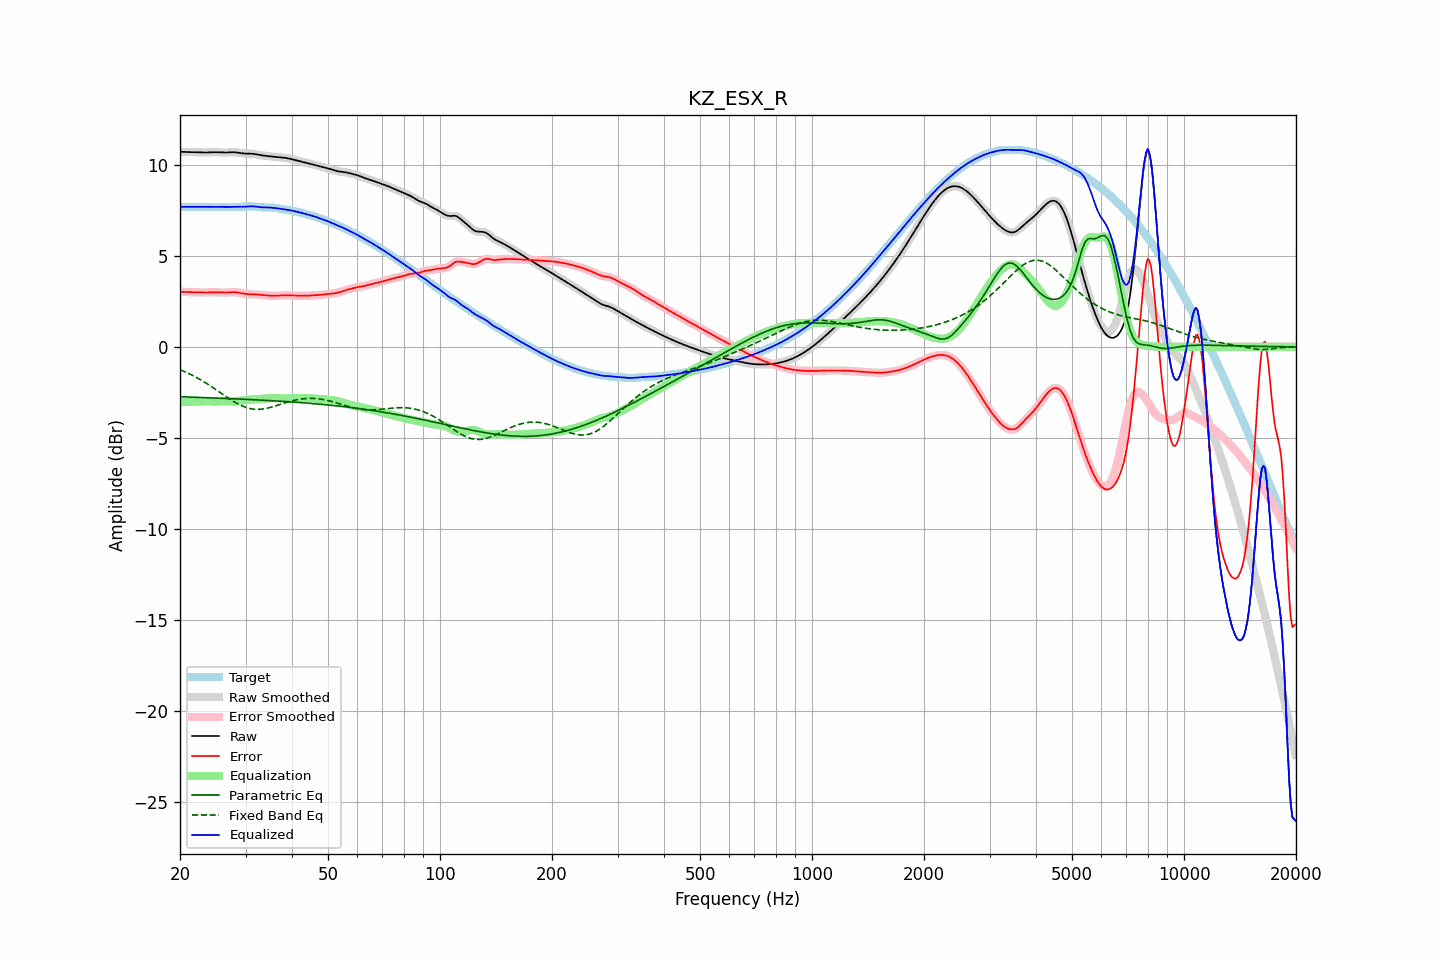 KZ_ESX_R
10
5
0
−5
−10
−15
−20
−25
Amplitude (dBr)
Target
Raw Smoothed
Error Smoothed
Raw
Error
Equalization
Parametric Eq
Fixed Band Eq
Equalized
20 50 100 200 500 1000 2000 5000 10000 20000
Frequency (Hz)